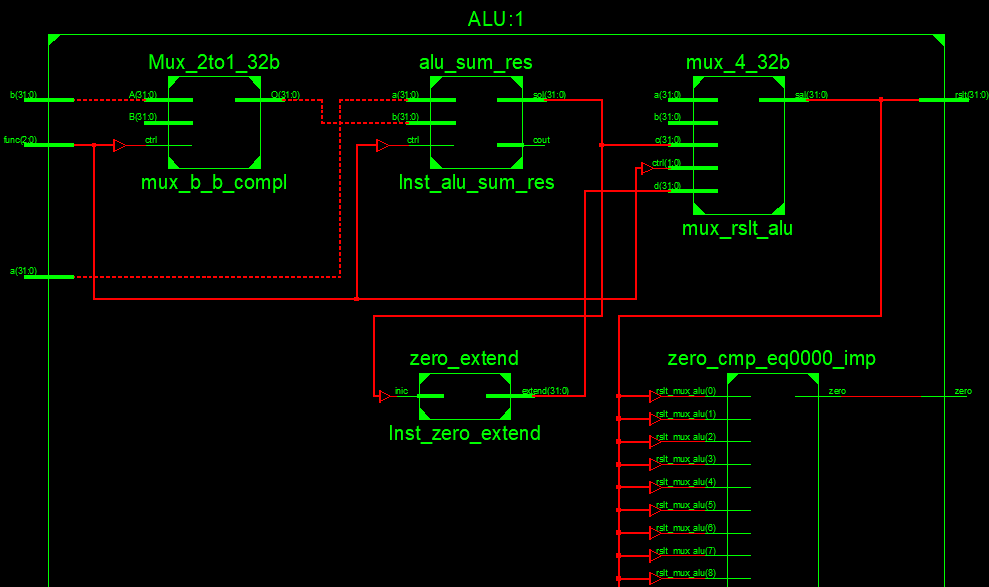 ALU:1
Mux_2to1_32b
alu_sum_res
mux_4_32b
b(31:0)
A(31:0)
O(31:0)
a(31:0)
sol(31:0)
a(31:0)
sal(31:0)
rslt(31:0)
B(31:0)
b(31:0)
b(31:0)
func(2:0)
ctrl
ctrl
cout
c(31:0)
ctrl(1:0)
mux_b_b_compl
Inst_alu_sum_res
d(31:0)
mux_rslt_alu
a(31:0)
zero_extend
zero_cmp_eq0000_imp
inic
extend(31:0)
rslt_mux_alu(0)
zero
zero
rslt_mux_alu(1)
Inst_zero_extend
rslt_mux_alu(2)
rslt_mux_alu(3)
rslt_mux_alu(4)
rslt_mux_alu(5)
rslt_mux_alu(6)
rslt_mux_alu(7)
rslt_mux_alu(8)